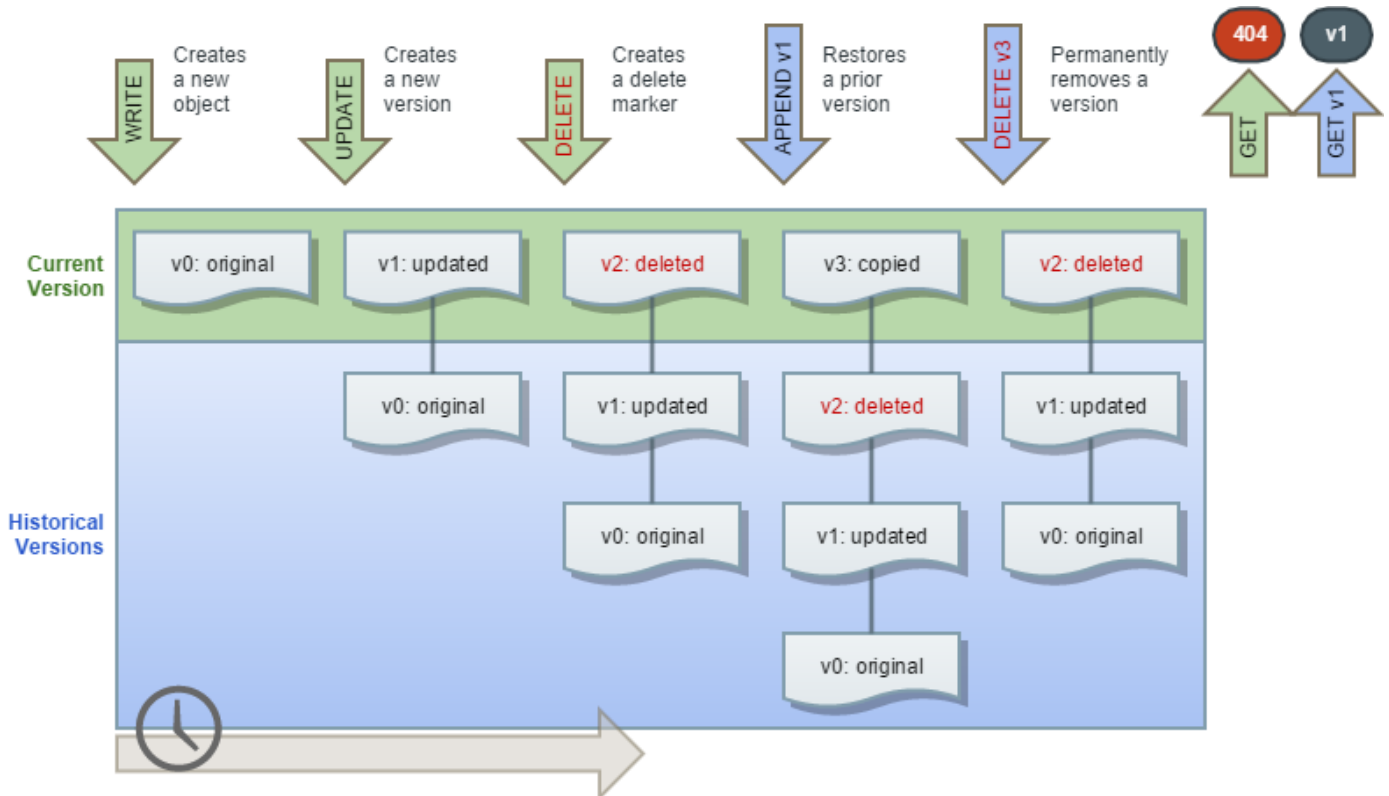 WRITE
Creates
a new
object
UPDATE
Creates
a new
version
DELETE
Creates
a delete
marker
APPEND v1
Restores
a prior
version
DELETE v3
Permanently
removes a
version
404
v1
GET
GET v1
Current
Version
v0: original
v1: updated
v2: deleted
v3: copied
v2: deleted
v0: original
v1: updated
v2: deleted
v1: updated
Historical
Versions
v0: original
v1: updated
v0: original
v0: original